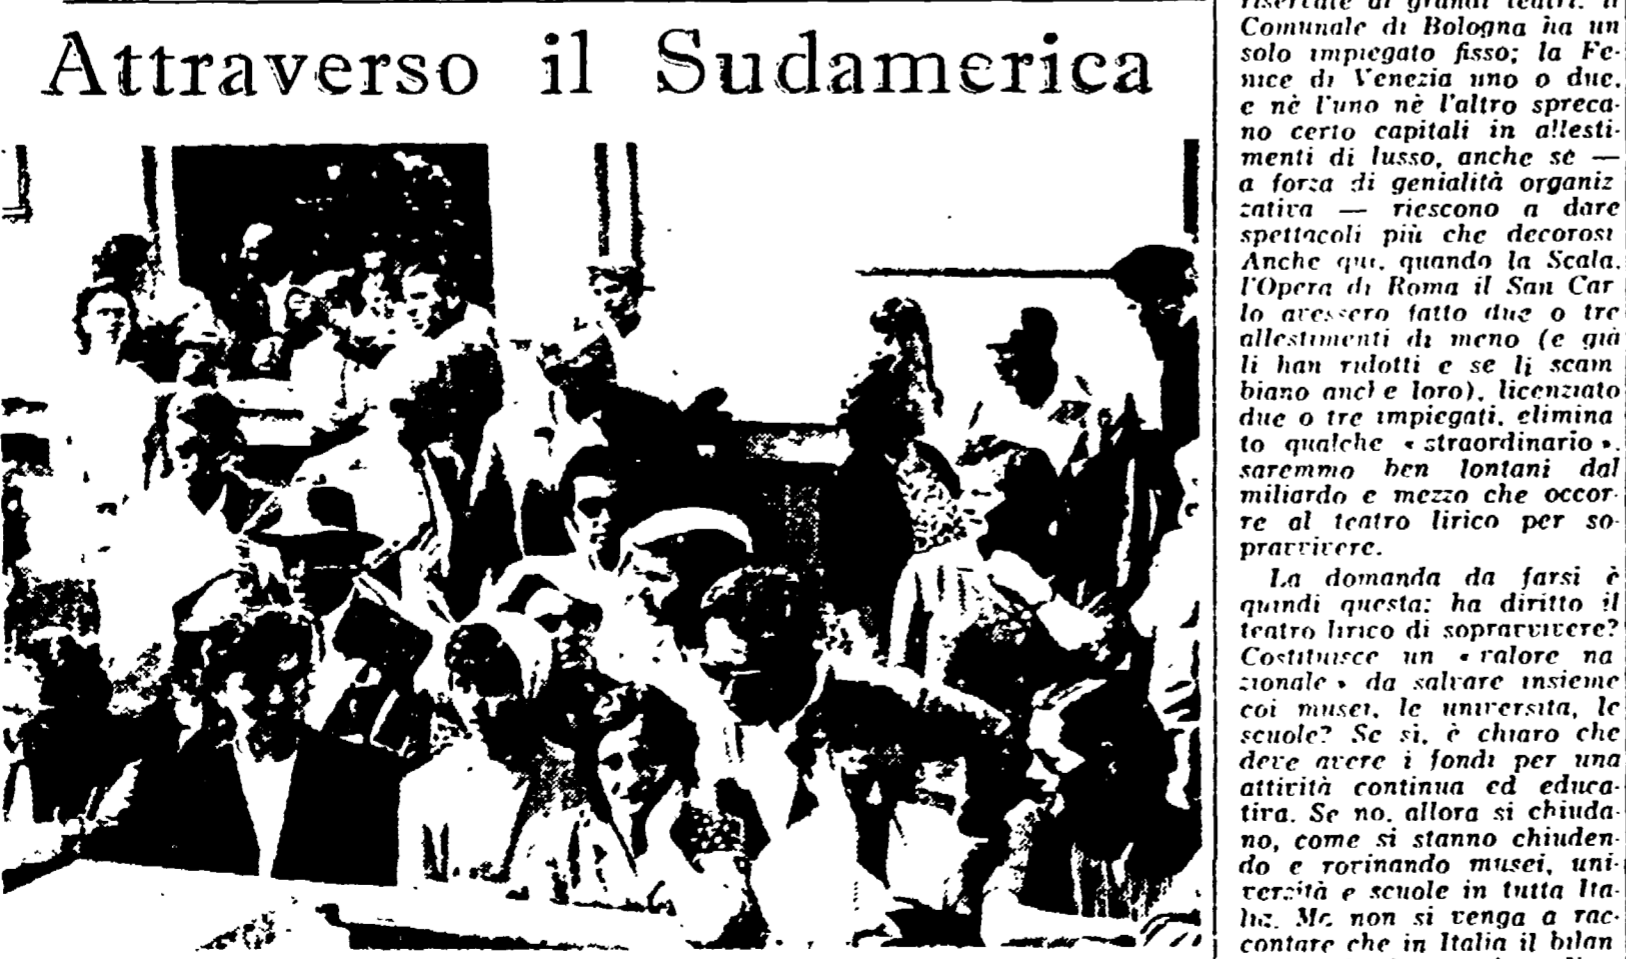 Attraverso il Sudamerica
riservate ai grandi teatri. Il
Comunale di Bologna ha un
solo impiegato fisso; la Fe-
nice di Venezia uno o due,
e nè l'uno nè l'altro spreca-
no certo capitali in allesti-
menti di lusso, anche se —
a forza di genialità organiz
zativa — riescono a dare
spettacoli più che decorosi
Anche qui, quando la Scala,
l'Opera di Roma il San Car
lo avessero fatto due o tre
allestimenti di meno (e già
li han ridotti e se li scam
biano anche loro), licenziato
due o tre impiegati, elimina
to qualche « straordinario »,
saremmo ben lontani dal
miliardo e mezzo che occor-
re al teatro lirico per so-
pravvivere.
La domanda da farsi è
quindi questa: ha diritto il
teatro lirico di sopravvivere?
Costituisce un « valore na
zionale » da salvare insieme
coi musei, le università, le
scuole? Se si, è chiaro che
deve avere i fondi per una
attività continua ed educa-
tiva. Se no, allora si chiuda-
no, come si stanno chiuden-
do e rovinando musei, uni-
versità e scuole in tutta Ita-
lia. Ma non si venga a rac-
contare che in Italia il bilan